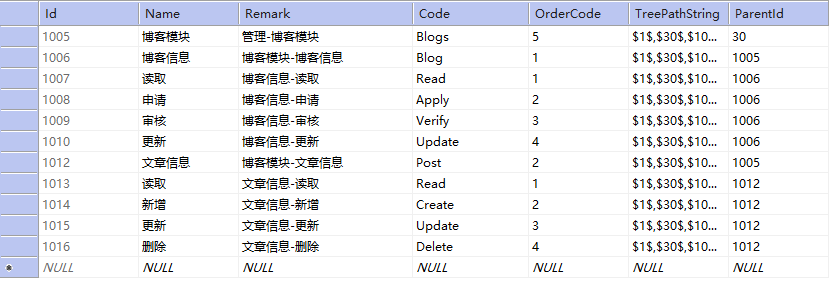 Id Name Remark Code OrderCode TreePathString ParentId
1005 博客模块 管理-博客模块 Blogs 5 $1$,$30$,$10... 30
1006 博客信息 博客模块-博客信息 Blog 1 $1$,$30$,$10... 1005
1007 读取 博客信息-读取 Read 1 $1$,$30$,$10... 1006
1008 申请 博客信息-申请 Apply 2 $1$,$30$,$10... 1006
1009 审核 博客信息-审核 Verify 3 $1$,$30$,$10... 1006
1010 更新 博客信息-更新 Update 4 $1$,$30$,$10... 1006
1012 文章信息 博客模块-文章信息 Post 2 $1$,$30$,$10... 1005
1013 读取 文章信息-读取 Read 1 $1$,$30$,$10... 1012
1014 新增 文章信息-新增 Create 2 $1$,$30$,$10... 1012
1015 更新 文章信息-更新 Update 3 $1$,$30$,$10... 1012
1016 删除 文章信息-删除 Delete 4 $1$,$30$,$10... 1012
* NULL NULL NULL NULL NULL NULL NULL